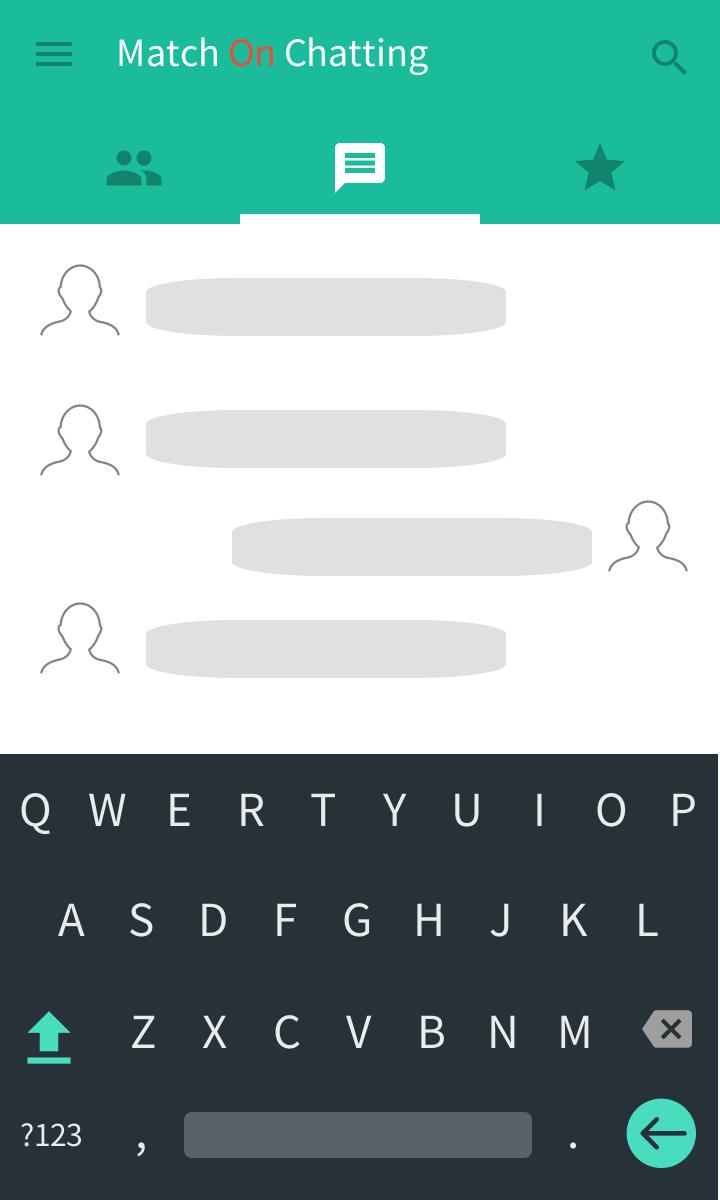 Match On Chatting
Q W E R T Y U I O P
A S D F G H J K L
Z X C V B N M
?123 , .